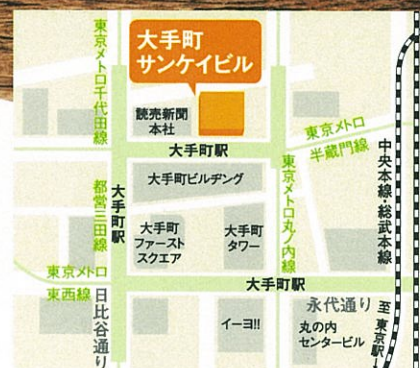 大手町
サンケイビル
東京メトロ千代田線
読売新聞
本社
大手町駅
東京メトロ
半蔵門線
中央本線・総武本線
都営三田線
大手町駅
大手町ビルヂング
東京メトロ丸ノ内線
大手町
ファースト
スクエア
大手町
タワー
東京メトロ
東西線
大手町駅
日比谷通り
永代通り
イーヨ!!
丸の内
センタービル
至 東京駅↓